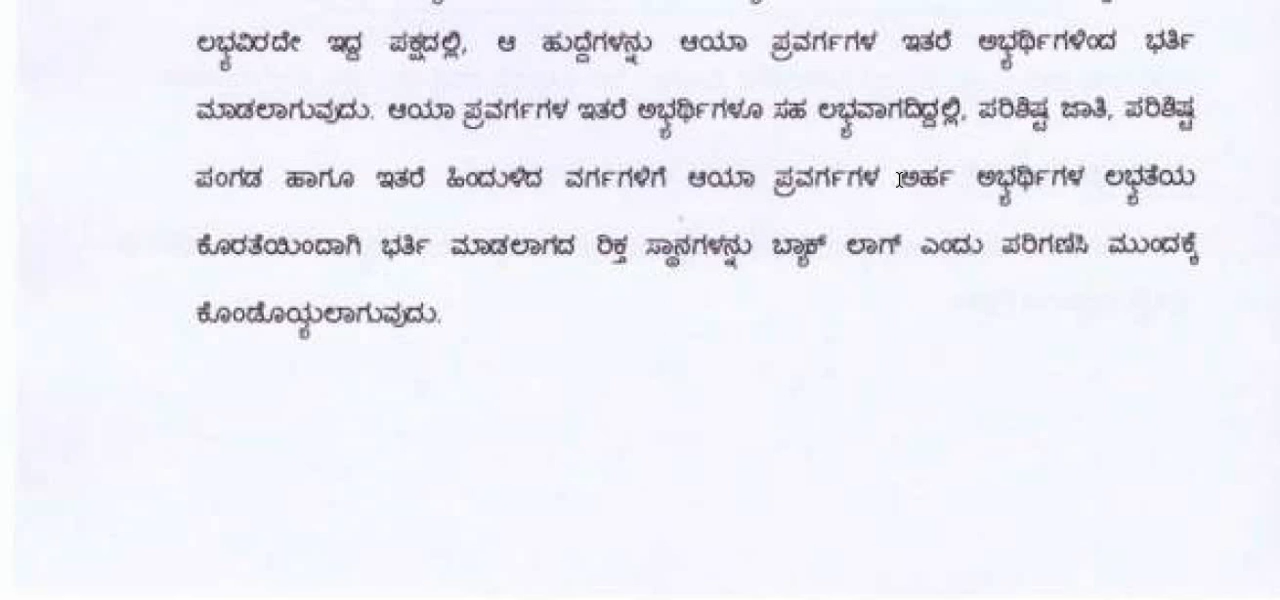 ಲಭ್ಯವಿರದೇ ಇದ್ದ ಪಕ್ಷದಲ್ಲಿ, ಆ ಹುದ್ದೆಗಳನ್ನು ಆಯಾ ಪ್ರವರ್ಗಗಳ ಇತರೆ ಅಭ್ಯರ್ಥಿಗಳಿಂದ ಭರ್ತಿ
ಮಾಡಲಾಗುವುದು. ಆಯಾ ಪ್ರವರ್ಗಗಳ ಇತರೆ ಅಭ್ಯರ್ಥಿಗಳೂ ಸಹ ಲಭ್ಯವಾಗದಿದ್ದಲ್ಲಿ, ಪರಿಶಿಷ್ಟ ಜಾತಿ, ಪರಿಶಿಷ್ಟ
ಪಂಗಡ ಹಾಗೂ ಇತರೆ ಹಿಂದುಳಿದ ವರ್ಗಗಳಿಗೆ ಆಯಾ ಪ್ರವರ್ಗಗಳ ಅರ್ಹ ಅಭ್ಯರ್ಥಿಗಳ ಲಭ್ಯತೆಯ
ಕೊರತೆಯಿಂದಾಗಿ ಭರ್ತಿ ಮಾಡಲಾಗದ ರಿಕ್ತ ಸ್ಥಾನಗಳನ್ನು ಬ್ಯಾಕ್ ಲಾಗ್ ಎಂದು ಪರಿಗಣಿಸಿ ಮುಂದಕ್ಕೆ
ಕೊಂಡೊಯ್ಯಲಾಗುವುದು.